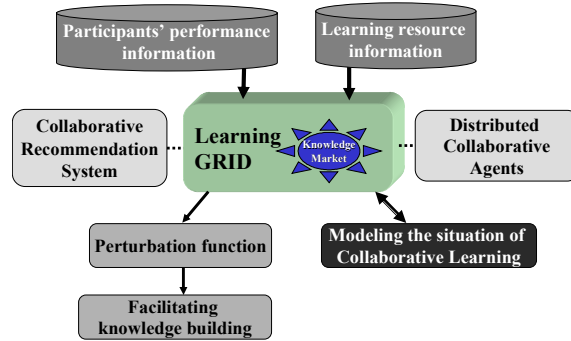 Participants' performance
information
Learning resource
information
Collaborative
Recommendation
System
Learning
GRID
Knowledge
Market
Distributed
Collaborative
Agents
Perturbation function
Modeling the situation of
Collaborative Learning
Facilitating
knowledge building